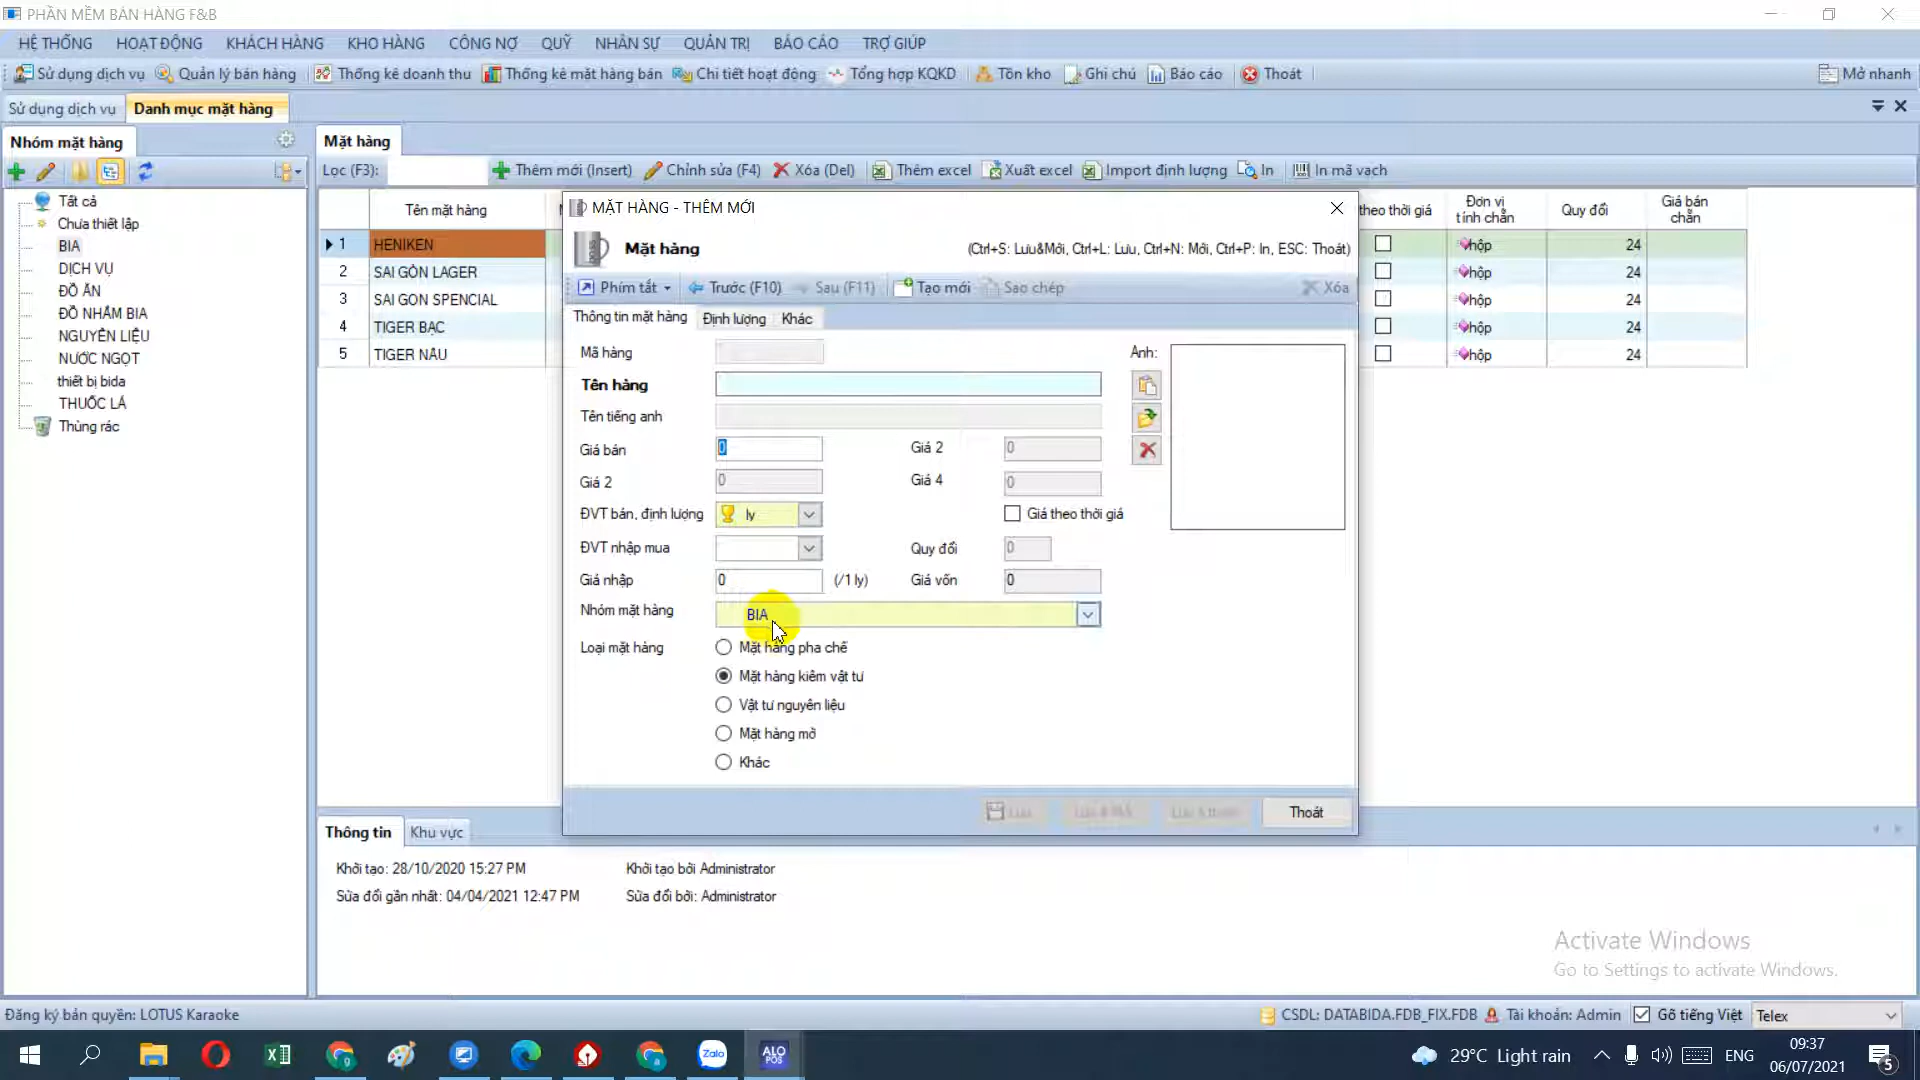 PHẦN MỀM BÁN HÀNG F&B
HỆ THỐNG HOẠT ĐỘNG KHÁCH HÀNG KHO HÀNG CÔNG NỢ QUỸ NHÂN SỰ QUẢN TRỊ BÁO CÁO TRỢ GIÚP
Sử dụng dịch vụ Quản lý bán hàng Thống kê doanh thu Thống kê mặt hàng bán Chi tiết hoạt động Tổng hợp KQKD Tồn kho Ghi chú Báo cáo Thoát Mở nhanh
Sử dụng dịch vụ Danh mục mặt hàng
Nhóm mặt hàng
Mặt hàng
Lọc (F3): Thêm mới (Insert) Chỉnh sửa (F4) Xóa (Del) Thêm excel Xuất excel Import định lượng In In mã vạch
Tất cả
Chưa thiết lập
BIA
DỊCH VỤ
ĐỒ ĂN
ĐỒ NHẮM BIA
NGUYÊN LIỆU
NƯỚC NGỌT
thiết bị bida
THUỐC LÁ
Thùng rác
Tên mặt hàng theo thời giá Đơn vị tính chẵn Quy đổi Giá bán chẵn
1 HENIKEN hộp 24
2 SAI GÒN LAGER hộp 24
3 SAI GON SPENCIAL hộp 24
4 TIGER BẠC hộp 24
5 TIGER NÂU hộp 24
MẶT HÀNG - THÊM MỚI
Mặt hàng (Ctrl+S: Lưu&Mới, Ctrl+L: Lưu, Ctrl+N: Mới, Ctrl+P: In, ESC: Thoát)
Phím tắt Trước (F10) Sau (F11) Tạo mới Sao chép Xóa
Thông tin mặt hàng Định lượng Khác
Mã hàng Ảnh:
Tên hàng
Tên tiếng anh
Giá bán 0 Giá 2 0
Giá 2 0 Giá 4 0
ĐVT bán, định lượng ly Giá theo thời giá
ĐVT nhập mua Quy đổi 0
Giá nhập 0 (/1 ly) Giá vốn 0
Nhóm mặt hàng BIA
Loại mặt hàng Mặt hàng pha chế
Mặt hàng kiêm vật tư
Vật tư nguyên liệu
Mặt hàng mở
Khác
Lưu Thoát
Thông tin Khu vực
Khởi tạo: 28/10/2020 15:27 PM Khởi tạo bởi Administrator
Sửa đổi gần nhất: 04/04/2021 12:47 PM Sửa đổi bởi: Administrator
Activate Windows
Go to Settings to activate Windows.
Đăng ký bản quyền: LOTUS Karaoke CSDL: DATABIDA.FDB_FIX.FDB Tài khoản: Admin Gõ tiếng Việt Telex
Zalo ALO POS 29°C Light rain ENG 09:37
06/07/2021 5